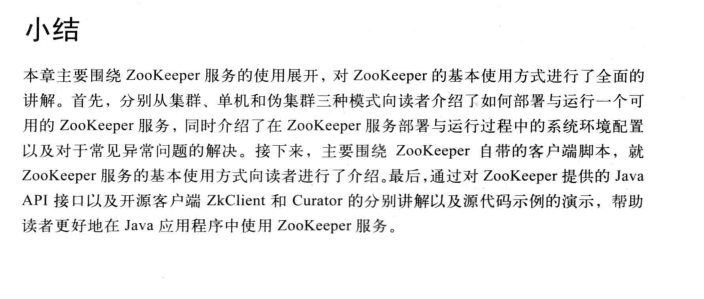 小结
本章主要围绕 ZooKeeper 服务的使用展开，对 ZooKeeper 的基本使用方式进行了全面的
讲解。首先，分别从集群、单机和伪集群三种模式向读者介绍了如何部署与运行一个可
用的 ZooKeeper 服务，同时介绍了在 ZooKeeper 服务部署与运行过程中的系统环境配置
以及对于常见异常问题的解决。接下来，主要围绕 ZooKeeper 自带的客户端脚本，就
ZooKeeper 服务的基本使用方式向读者进行了介绍。最后，通过对 ZooKeeper 提供的 Java
API 接口以及开源客户端 ZkClient 和 Curator 的分别讲解以及源代码示例的演示，帮助
读者更好地在 Java 应用程序中使用 ZooKeeper 服务。